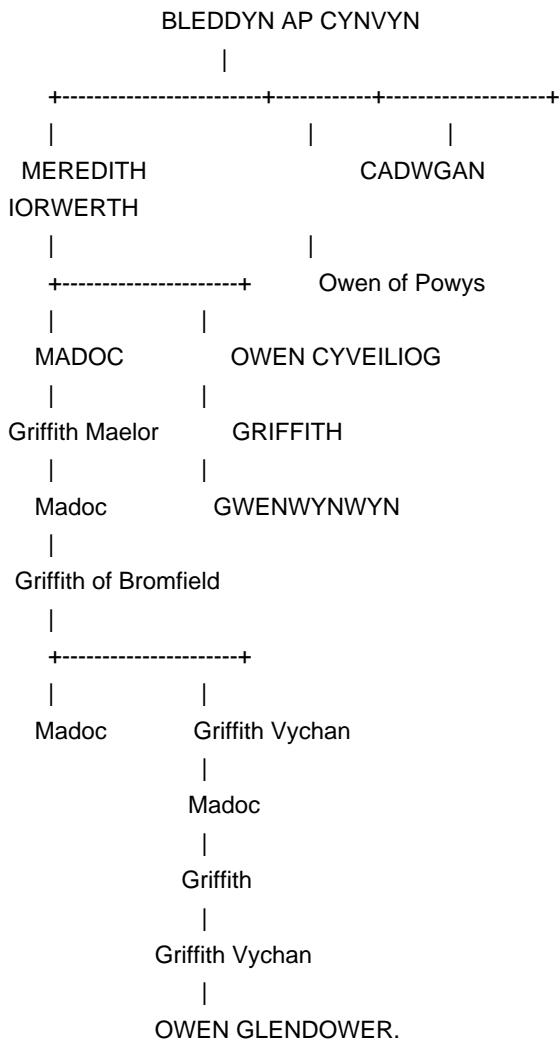 BLEDDYN AP CYNVYN
|
+-------------------------+------------+--------------------+
| | |
MEREDITH CADWGAN
IORWERTH
| |
+----------------------+ Owen of Powys
| |
MADOC OWEN CYVEILIOG
| |
Griffith Maelor GRIFFITH
| |
Madoc GWENWYNWYN
|
Griffith of Bromfield
|
+----------------------+
| |
Madoc Griffith Vychan
|
Madoc
|
Griffith
|
Griffith Vychan
|
OWEN GLENDOWER.